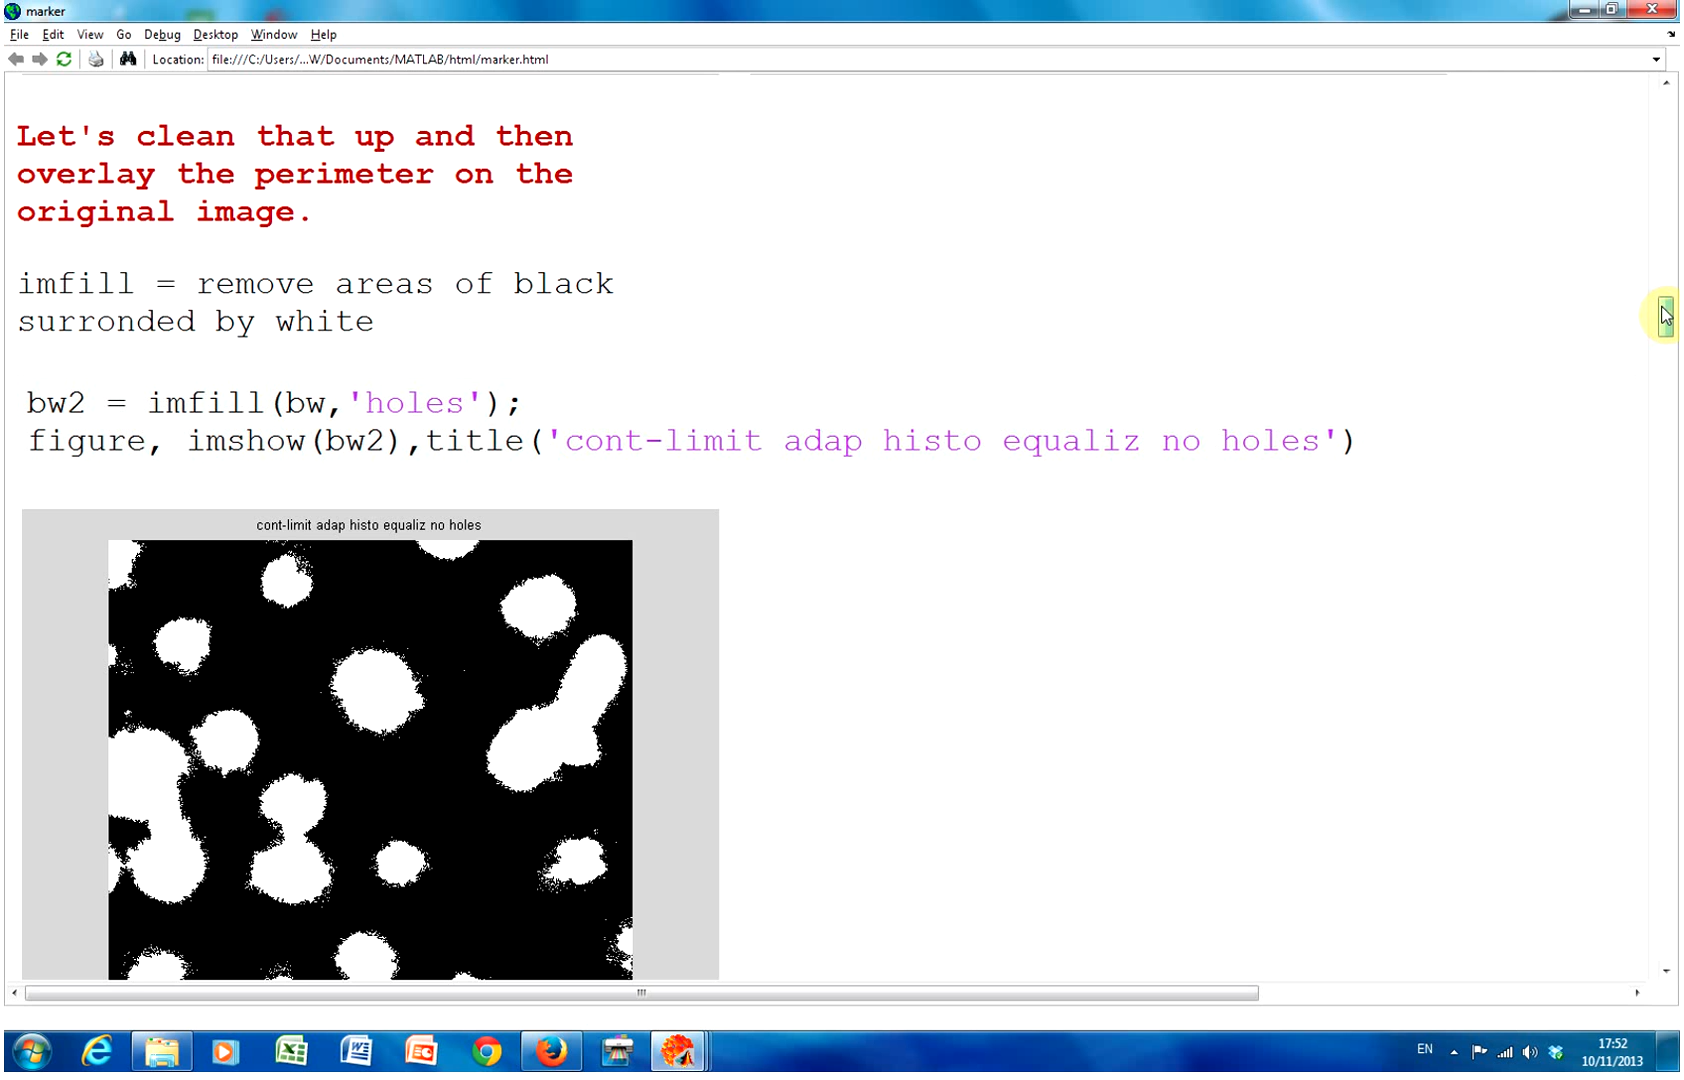 marker
File Edit View Go Debug Desktop Window Help
Location: file:///C:/Users/...W/Documents/MATLAB/html/marker.html
Let's clean that up and then
overlay the perimeter on the
original image.
imfill = remove areas of black
surronded by white
bw2 = imfill(bw,'holes');
figure, imshow(bw2),title('cont-limit adap histo equaliz no holes')
cont-limit adap histo equaliz no holes
EN
17:52
10/11/2013